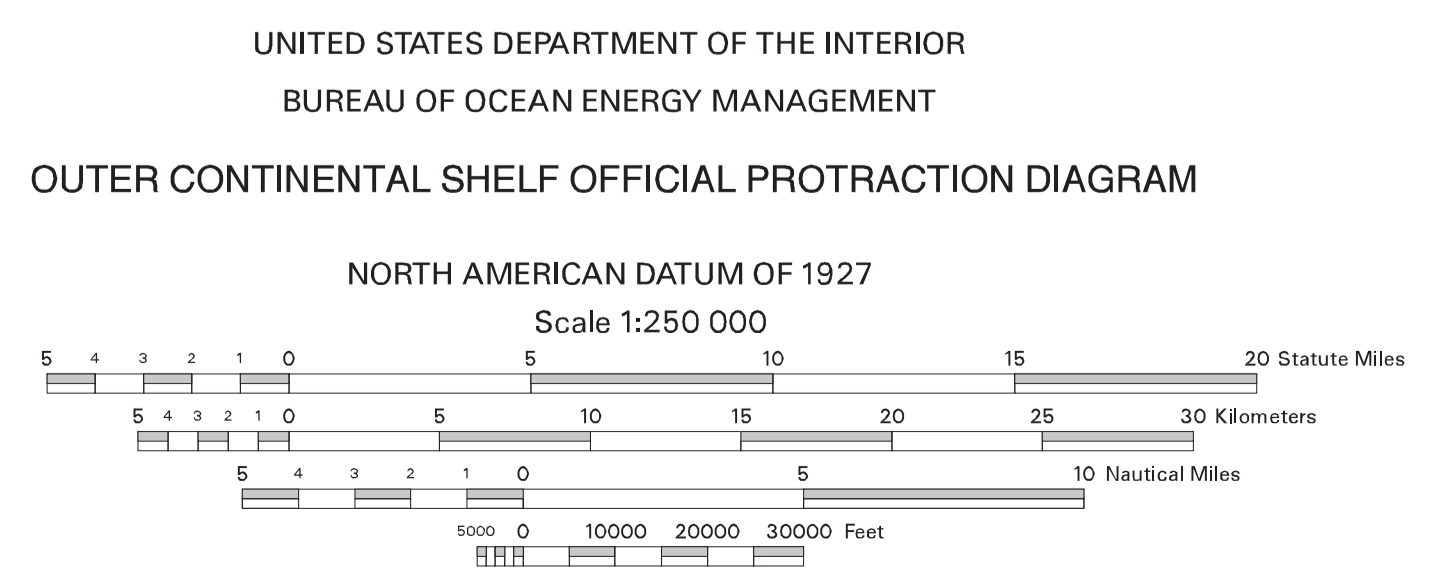 UNITED STATES DEPARTMENT OF THE INTERIOR
BUREAU OF OCEAN ENERGY MANAGEMENT
OUTER CONTINENTAL SHELF OFFICIAL PROTRACTION DIAGRAM
NORTH AMERICAN DATUM OF 1927
Scale 1:250 000
5 4 3 2 1 0 5 10 15 20 Statute Miles
5 4 3 2 1 0 5 10 15 20 25 30 Kilometers
5 4 3 2 1 0 5 10 Nautical Miles
5000 0 10000 20000 30000 Feet